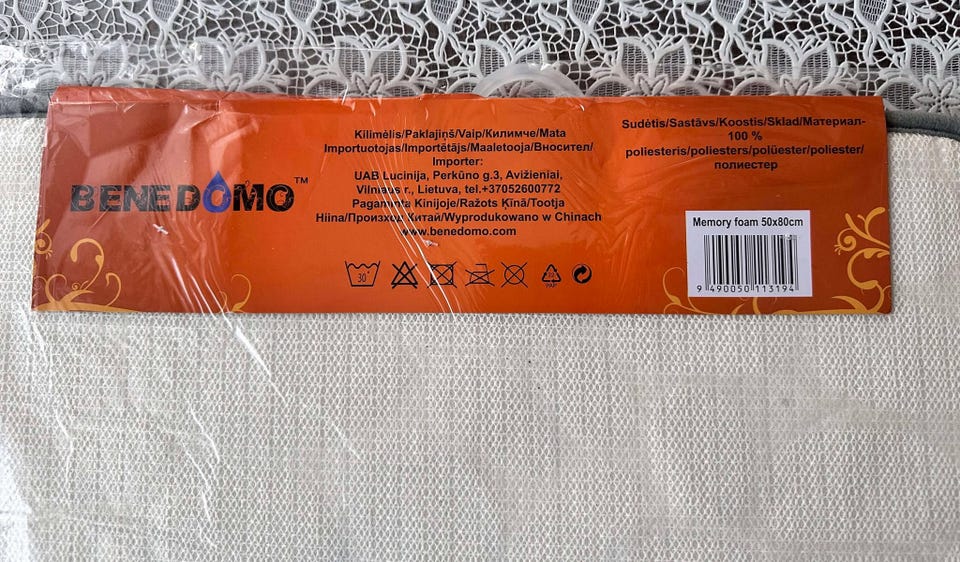 BENEDOMO™
Kilimėlis/Paklājiņš/Vaip/Килимче/Mata
Importuotojas/Importētājs/Maaletooja/Вносител/
Importer:
UAB Lucinija, Perkūno g.3, Avižieniai,
Vilniaus r., Lietuva, tel.+37052600772
Pagaminta Kinijoje/Ražots Ķīnā/Tootja
Hiina/Произход Китай/Wyprodukowano w Chinach
www.benedomo.com
30°
22
PAP
Sudėtis/Sastāvs/Koostis/Sklad/Материал-
100 %
poliesteris/poliesters/polüester/poliester/
полиестер
Memory foam 50x80cm
9 490050 113194